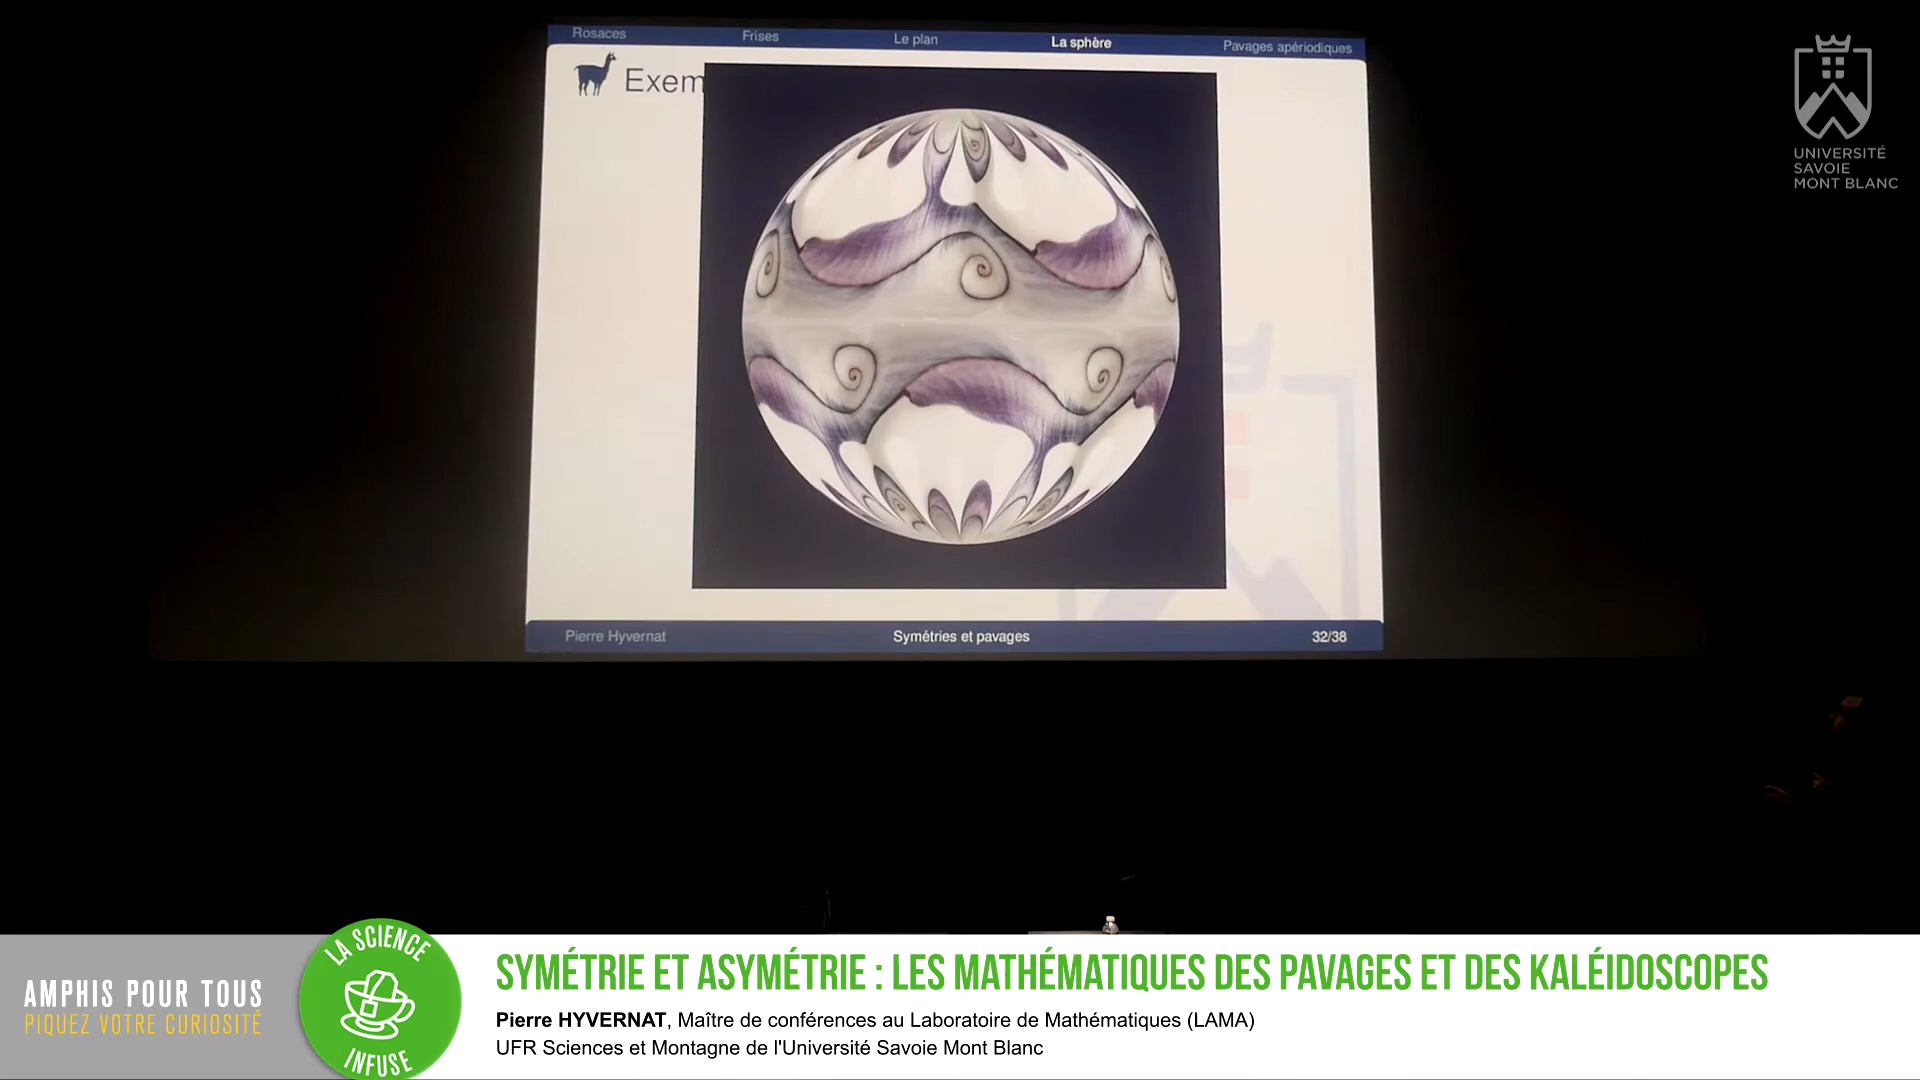 Rosaces
Frises
Le plan
La sphère
Pavages apériodiques
Exem
UNIVERSITÉ
SAVOIE
MONT BLANC
Pierre Hyvernat
Symétries et pavages
32/38
AMPHIS POUR TOUS
PIQUEZ VOTRE CURIOSITÉ
LA SCIENCE
INFUSE
SYMÉTRIE ET ASYMÉTRIE : LES MATHÉMATIQUES DES PAVAGES ET DES KALÉIDOSCOPES
Pierre HYVERNAT, Maître de conférences au Laboratoire de Mathématiques (LAMA)
UFR Sciences et Montagne de l'Université Savoie Mont Blanc